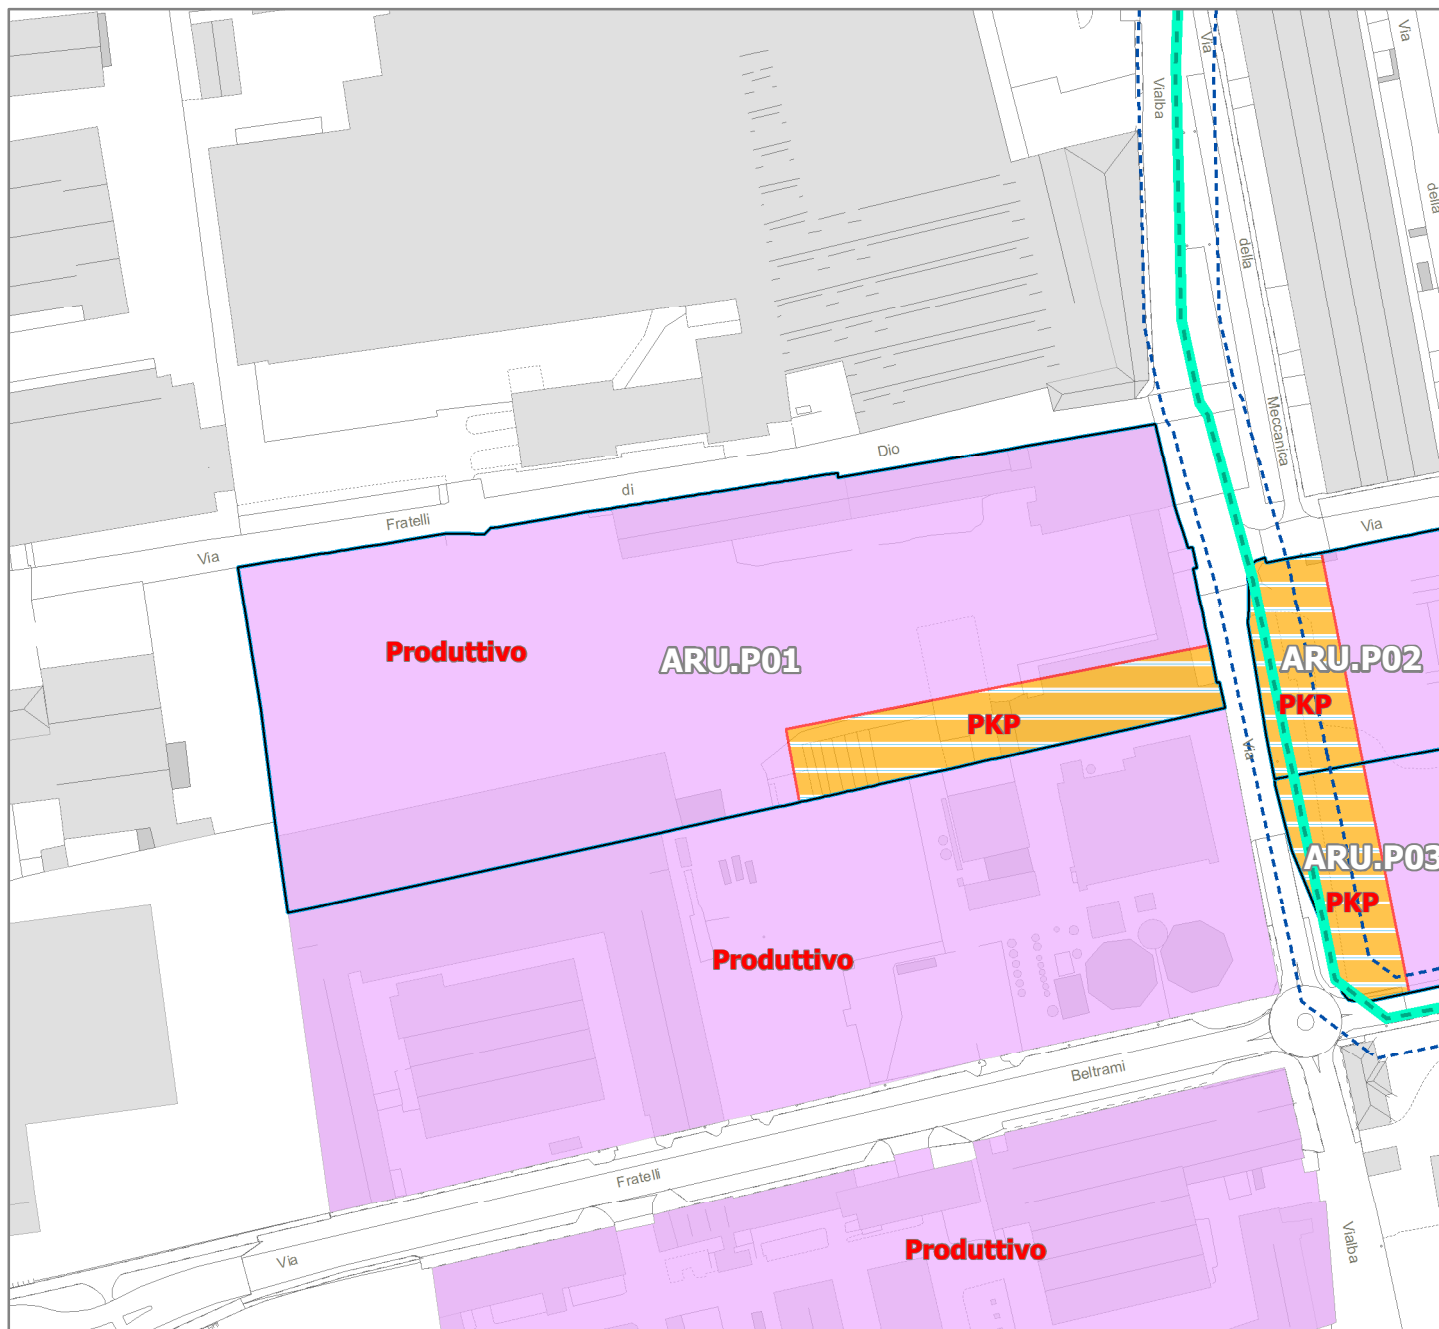 Via
Via
Vialba
della
della
Meccanica
Dio
di
Fratelli
Via
Via
Produttivo
ARU.P01
ARU.P02
PKP
PKP
Via
ARU.P03
PKP
Produttivo
Beltrami
Fratelli
Via
Produttivo
Vialba